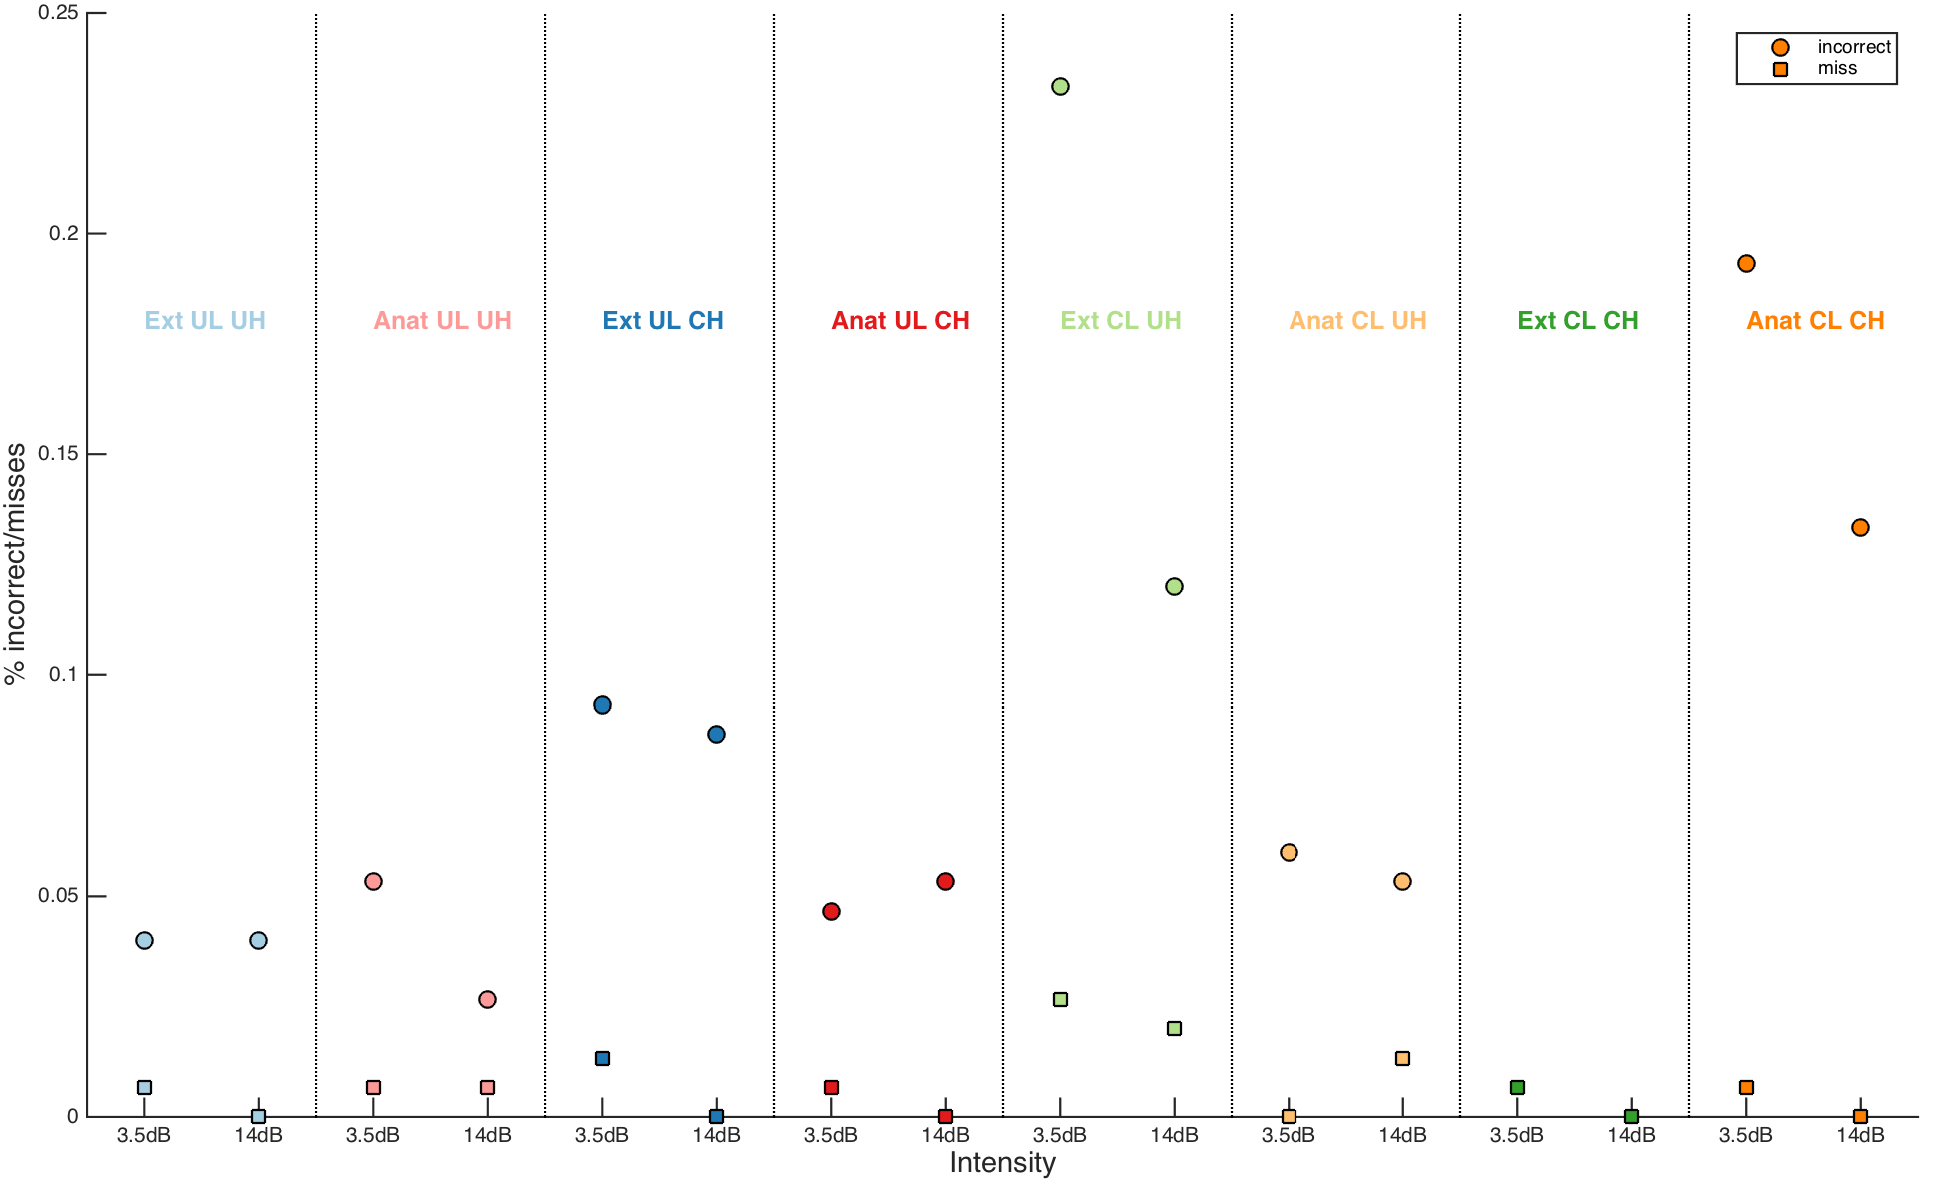 0.25
0.2
0.15
0.1
0.05
0
% incorrect/misses
incorrect
miss
Ext UL UH
Anat UL UH
Ext UL CH
Anat UL CH
Ext CL UH
Anat CL UH
Ext CL CH
Anat CL CH
3.5dB 14dB 3.5dB 14dB 3.5dB 14dB 3.5dB 14dB 3.5dB 14dB 3.5dB 14dB 3.5dB 14dB 3.5dB 14dB
Intensity